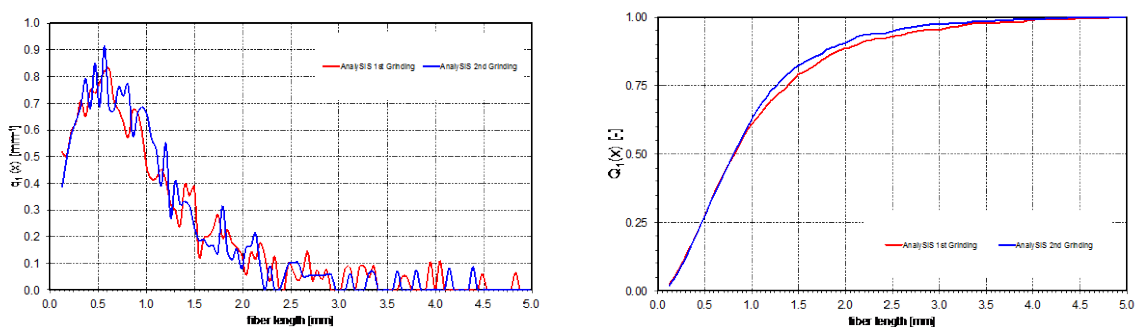 1.0
0.9
0.8
0.7
0.6
0.5
0.4
0.3
0.2
0.1
0.0
q₁ (x) [mm⁻¹]
AnalySIS 1st Grinding AnalySIS 2nd Grinding
0.0 0.5 1.0 1.5 2.0 2.5 3.0 3.5 4.0 4.5 5.0
fiber length [mm]
1.00
0.75
0.50
0.25
0.00
Q₁(x) [-]
AnalySIS 1st Grinding AnalySIS 2nd Grinding
0.0 0.5 1.0 1.5 2.0 2.5 3.0 3.5 4.0 4.5 5.0
fiber length [mm]